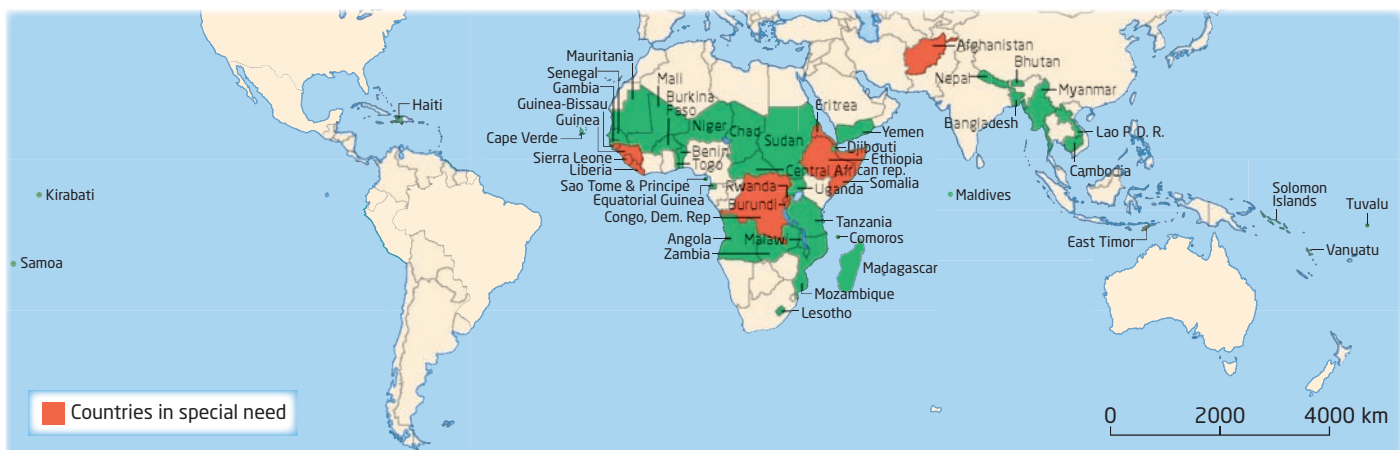 Haiti
Kirabati
Samoa
Mauritania
Senegal
Gambia
Guinea-Bissau
Guinea
Cape Verde
Sierra Leone
Liberia
Sao Tome & Principe
Equatorial Guinea
Congo, Dem. Rep
Angola
Zambia
Mali
Burkina
Faso
Niger
Chad
Sudan
Eritrea
Benin
Togo
Yemen
Djibouti
Ethiopia
Central African rep.
Somalia
Rwanda
Uganda
Burundi
Tanzania
Malawi
Comoros
Madagascar
Mozambique
Lesotho
Afghanistan
Bhutan
Nepal
Myanmar
Bangladesh
Lao P. D. R.
Cambodia
Maldives
East Timor
Solomon
Islands
Tuvalu
Vanuatu
Countries in special need
0 2000 4000 km